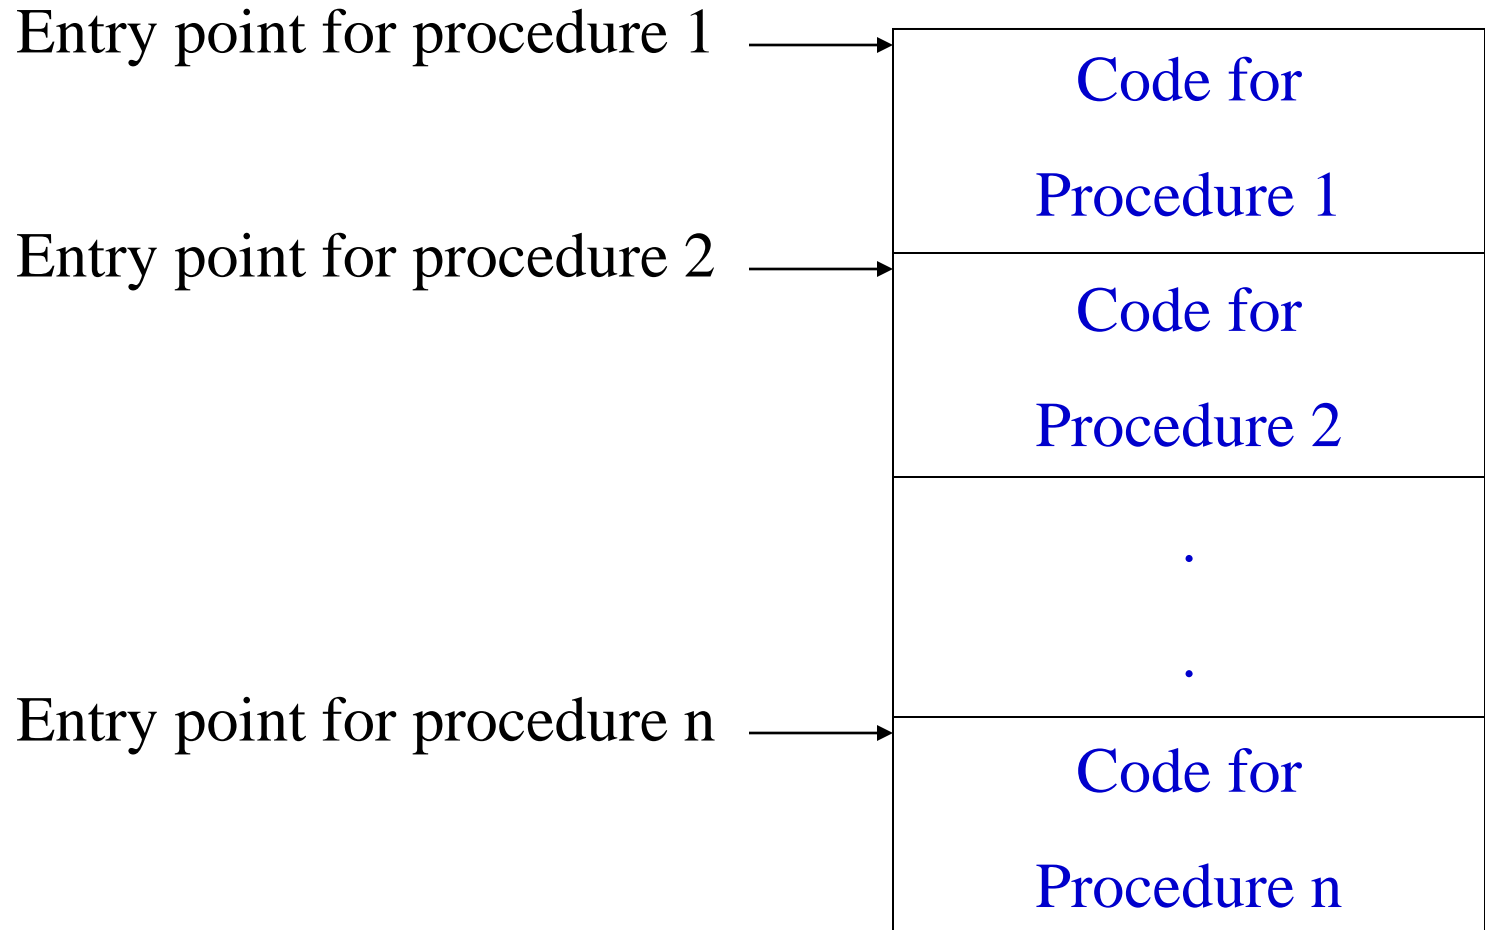 Entry point for procedure 1
Code for
Procedure 1
Entry point for procedure 2
Code for
Procedure 2
.
.
Entry point for procedure n
Code for
Procedure n